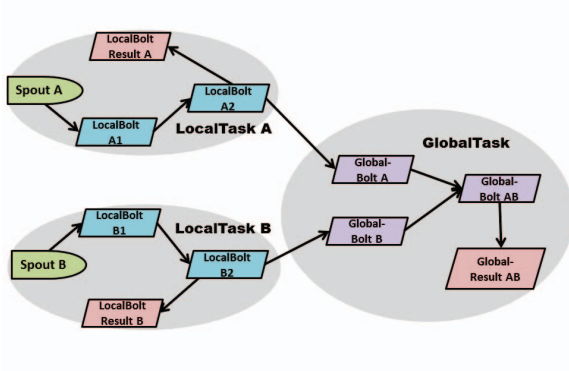 LocalBolt
Result A
Spout A
LocalBolt
A2
LocalBolt
A1
LocalTask A
GlobalTask
Global-
Bolt A
Global-
Bolt AB
LocalBolt
B1
LocalTask B
Global-
Bolt B
Spout B
LocalBolt
B2
Global-
Result AB
LocalBolt
Result B